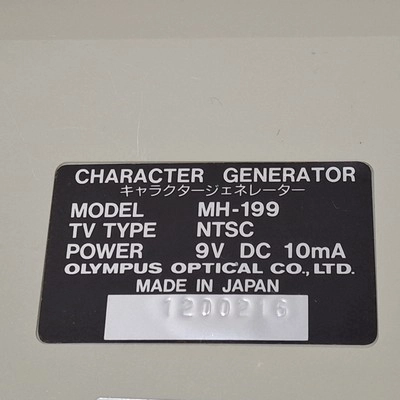 CHARACTER GENERATOR
キャラクタージェネレーター
MODEL MH-199
TV TYPE NTSC
POWER 9V DC 10mA
OLYMPUS OPTICAL CO., LTD.
MADE IN JAPAN
1200216